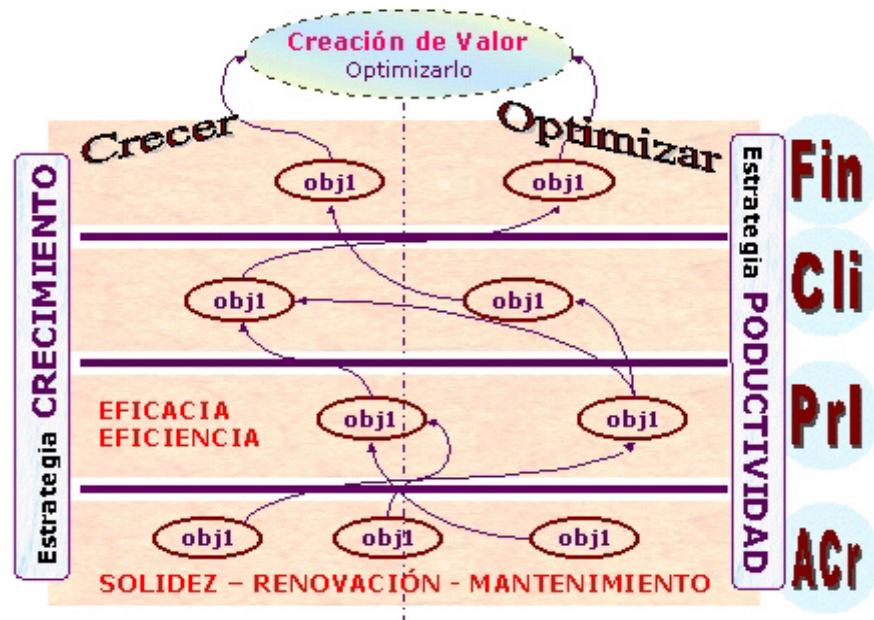 Creación de Valor
Optimizarlo
Crecer
Optimizar
Estrategia CRECIMIENTO
Estrategia PODUCTIVIDAD
obj1
obj1
Fin
obj1
obj1
Cli
EFICACIA
EFICIENCIA
obj1
obj1
PrI
obj1
obj1
obj1
ACr
SOLIDEZ – RENOVACIÓN - MANTENIMIENTO